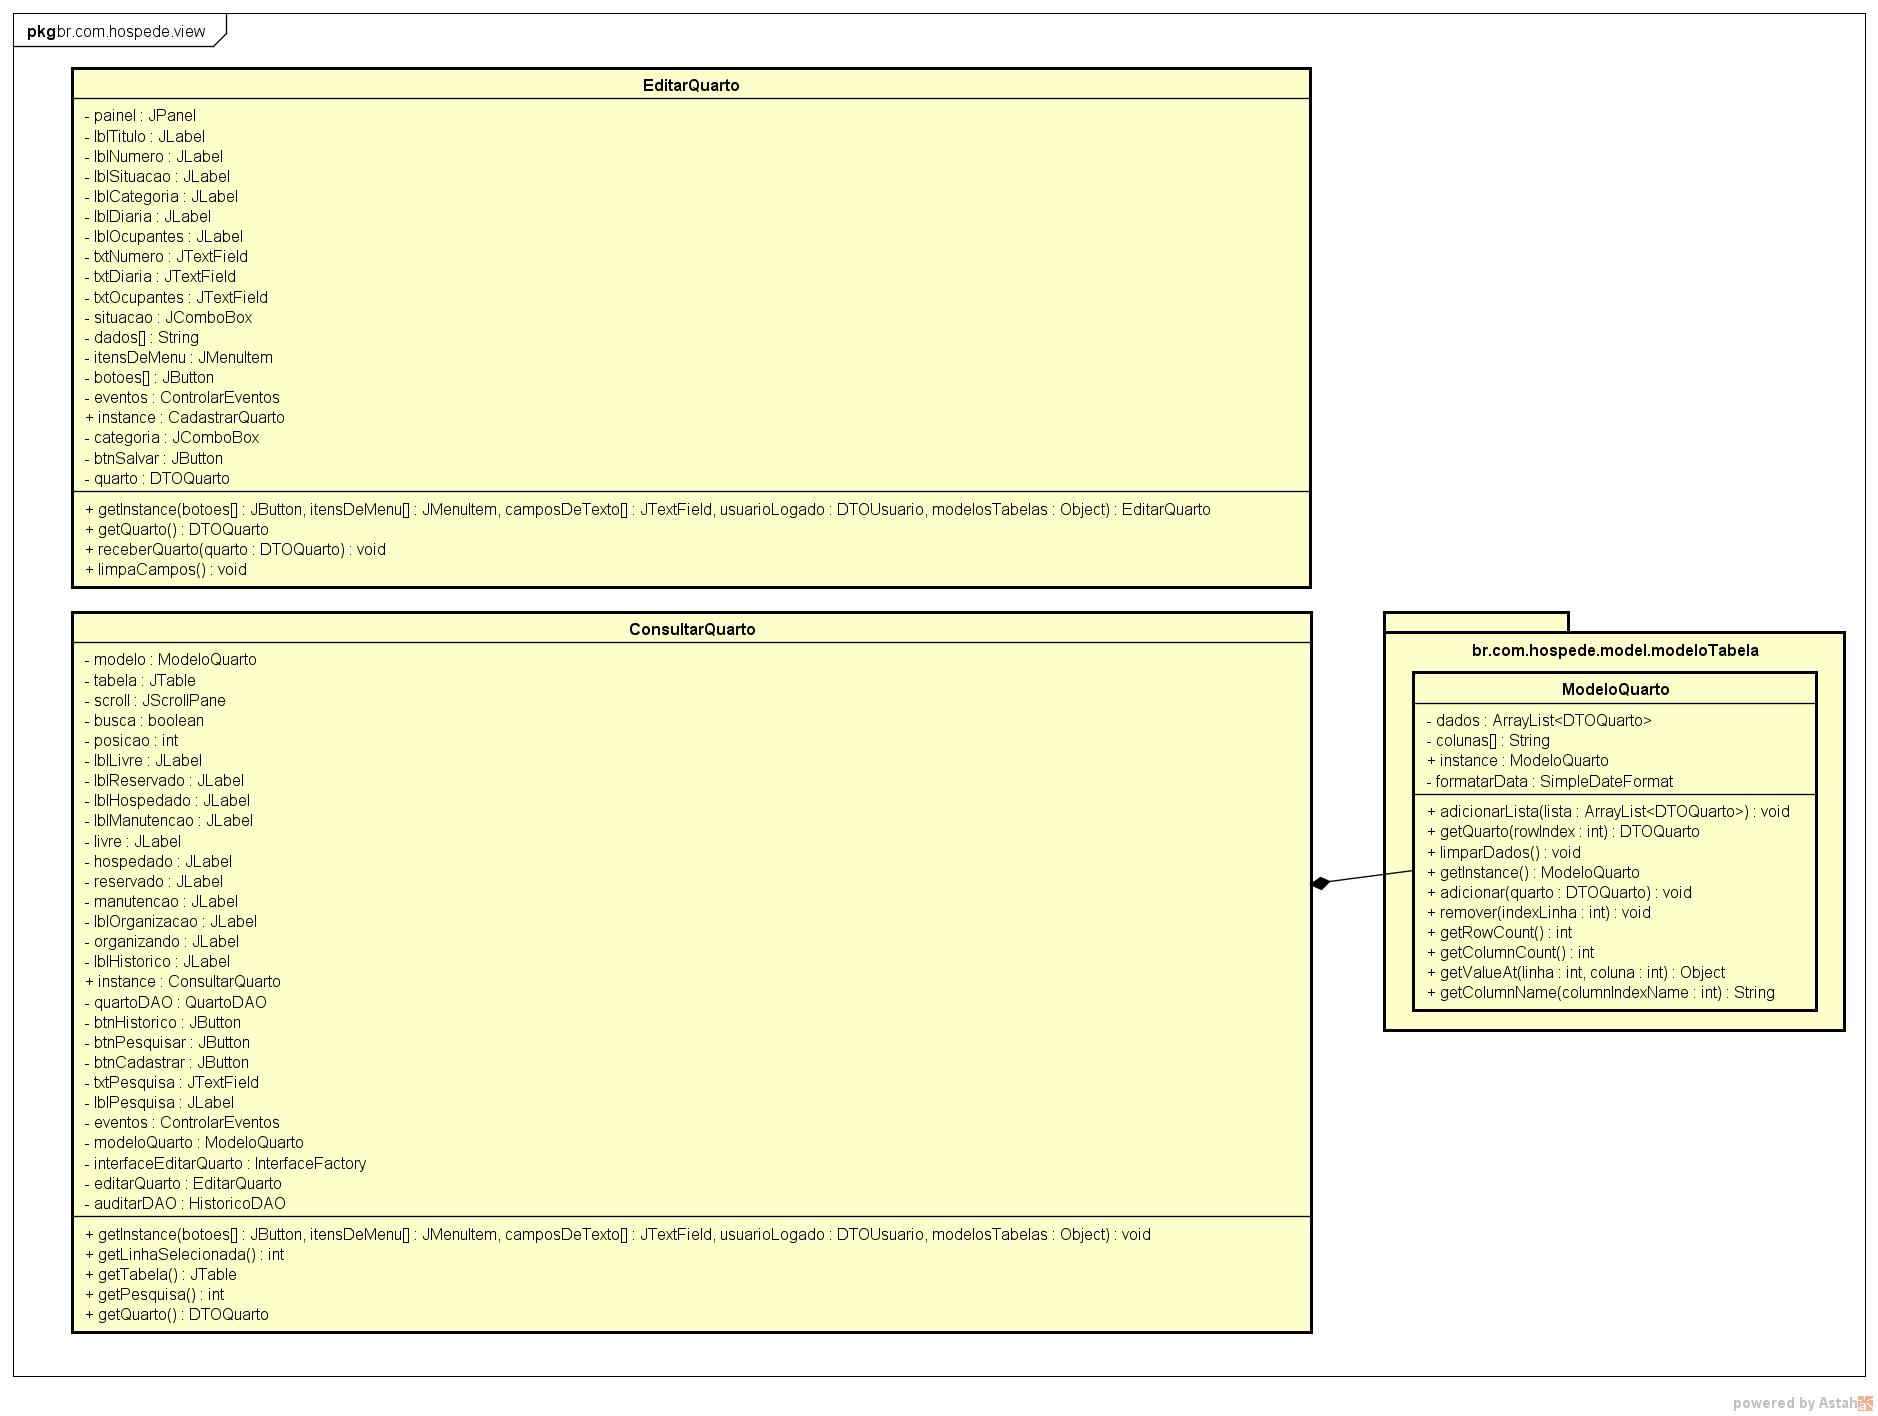 pkg br.com.hospede.view
EditarQuarto
- painel : JPanel
- lblTitulo : JLabel
- lblNumero : JLabel
- lblSituacao : JLabel
- lblCategoria : JLabel
- lblDiaria : JLabel
- lblOcupantes : JLabel
- txtNumero : JTextField
- txtDiaria : JTextField
- txtOcupantes : JTextField
- situacao : JComboBox
- dados[] : String
- itensDeMenu : JMenuItem
- botoes[] : JButton
- eventos : ControlarEventos
+ instance : CadastrarQuarto
- categoria : JComboBox
- btnSalvar : JButton
- quarto : DTOQuarto
+ getInstance(botoes[] : JButton, itensDeMenu[] : JMenuItem, camposDeTexto[] : JTextField, usuarioLogado : DTOUsuario, modelosTabelas : Object) : EditarQuarto
+ getQuarto() : DTOQuarto
+ receberQuarto(quarto : DTOQuarto) : void
+ limpaCampos() : void
ConsultarQuarto
- modelo : ModeloQuarto
- tabela : JTable
- scroll : JScrollPane
- busca : boolean
- posicao : int
- lblLivre : JLabel
- lblReservado : JLabel
- lblHospedado : JLabel
- lblManutencao : JLabel
- livre : JLabel
- hospedado : JLabel
- reservado : JLabel
- manutencao : JLabel
- lblOrganizacao : JLabel
- organizando : JLabel
- lblHistorico : JLabel
+ instance : ConsultarQuarto
- quartoDAO : QuartoDAO
- btnHistorico : JButton
- btnPesquisar : JButton
- btnCadastrar : JButton
- txtPesquisa : JTextField
- lblPesquisa : JLabel
- eventos : ControlarEventos
- modeloQuarto : ModeloQuarto
- interfaceEditarQuarto : InterfaceFactory
- editarQuarto : EditarQuarto
- auditarDAO : HistoricoDAO
+ getInstance(botoes[] : JButton, itensDeMenu[] : JMenuItem, camposDeTexto[] : JTextField, usuarioLogado : DTOUsuario, modelosTabelas : Object) : void
+ getLinhaSelecionada() : int
+ getTabela() : JTable
+ getPesquisa() : int
+ getQuarto() : DTOQuarto
br.com.hospede.model.modeloTabela
ModeloQuarto
- dados : ArrayList<DTOQuarto>
- colunas[] : String
+ instance : ModeloQuarto
- formatarData : SimpleDateFormat
+ adicionarLista(lista : ArrayList<DTOQuarto>) : void
+ getQuarto(rowIndex : int) : DTOQuarto
+ limparDados() : void
+ getInstance() : ModeloQuarto
+ adicionar(quarto : DTOQuarto) : void
+ remover(indexLinha : int) : void
+ getRowCount() : int
+ getColumnCount() : int
+ getValueAt(linha : int, coluna : int) : Object
+ getColumnName(columnIndexName : int) : String
powered by Astah